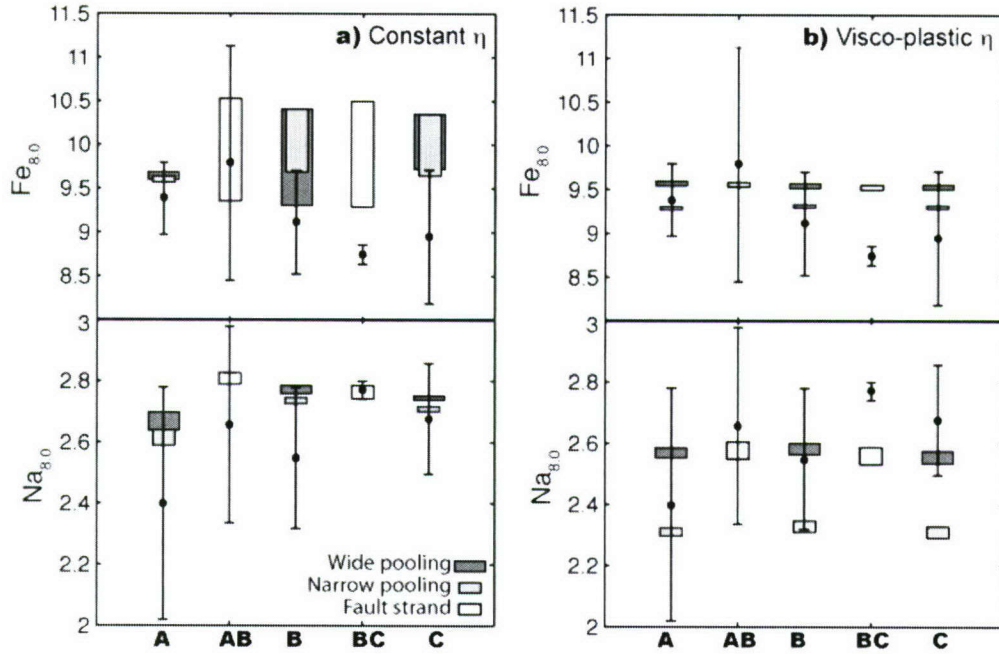 a) Constant η
11.5
11
10.5
10
9.5
9
8.5
Fe8.0
3
2.8
2.6
2.4
2.2
2
Na8.0
Wide pooling
Narrow pooling
Fault strand
A AB B BC C
b) Visco-plastic η
11.5
11
10.5
10
9.5
9
8.5
Fe8.0
3
2.8
2.6
2.4
2.2
2
Na8.0
A AB B BC C